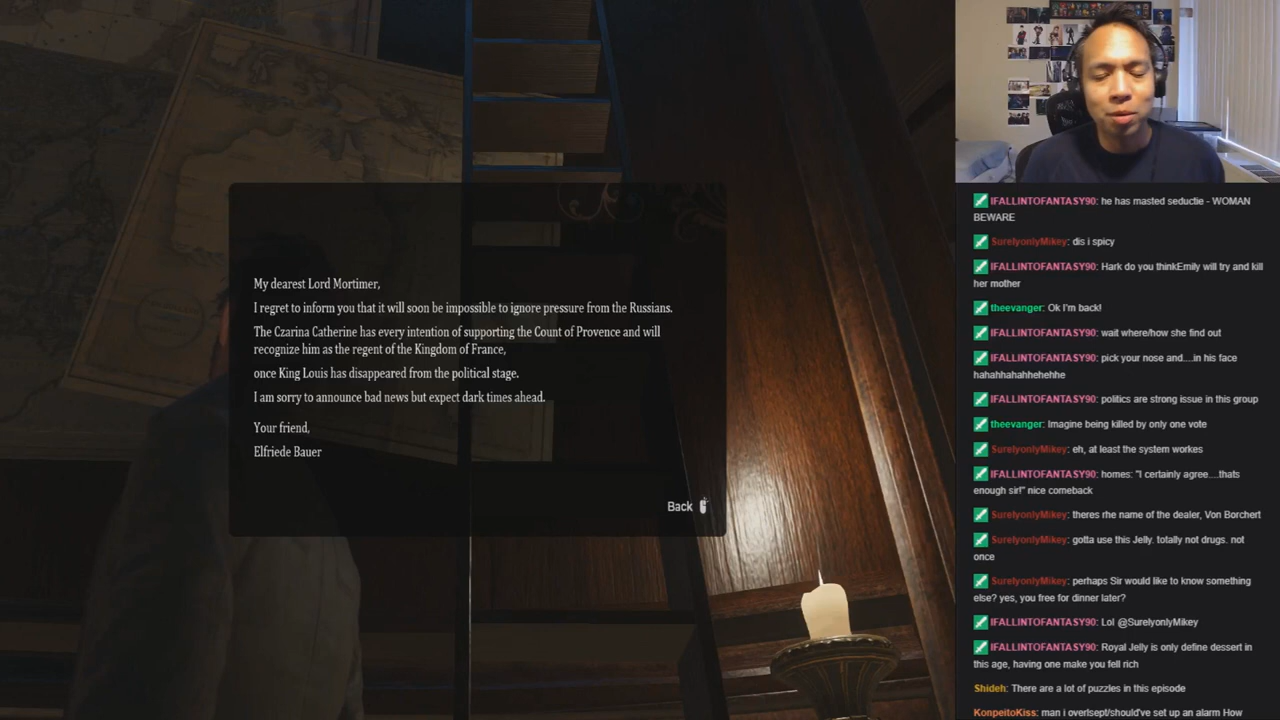 My dearest Lord Mortimer,
I regret to inform you that it will soon be impossible to ignore pressure from the Russians.
The Czarina Catherine has every intention of supporting the Count of Provence and will
recognize him as the regent of the Kingdom of France,
once King Louis has disappeared from the political stage.
I am sorry to announce bad news but expect dark times ahead.
Your friend,
Elfriede Bauer
Back
IFALLINTOFANTASY90: he has masted seductie - WOMAN
BEWARE
SurelyonlyMikey: dis i spicy
IFALLINTOFANTASY90: Hark do you thinkEmily will try and kill
her mother
theevanger: Ok I'm back!
IFALLINTOFANTASY90: wait where/how she find out
IFALLINTOFANTASY90: pick your nose and....in his face
hahahhahahhehehhe
IFALLINTOFANTASY90: politics are strong issue in this group
theevanger: Imagine being killed by only one vote
SurelyonlyMikey: eh, at least the system workes
IFALLINTOFANTASY90: homes: "I certainly agree....thats
enough sir!" nice comeback
SurelyonlyMikey: theres rhe name of the dealer, Von Borchert
SurelyonlyMikey: gotta use this Jelly. totally not drugs. not
once
SurelyonlyMikey: perhaps Sir would like to know something
else? yes, you free for dinner later?
IFALLINTOFANTASY90: Lol @SurelyonlyMikey
IFALLINTOFANTASY90: Royal Jelly is only define dessert in
this age, having one make you fell rich
Shideh: There are a lot of puzzles in this episode
KonpeitoKiss: man i overlsept/should've set up an alarm How